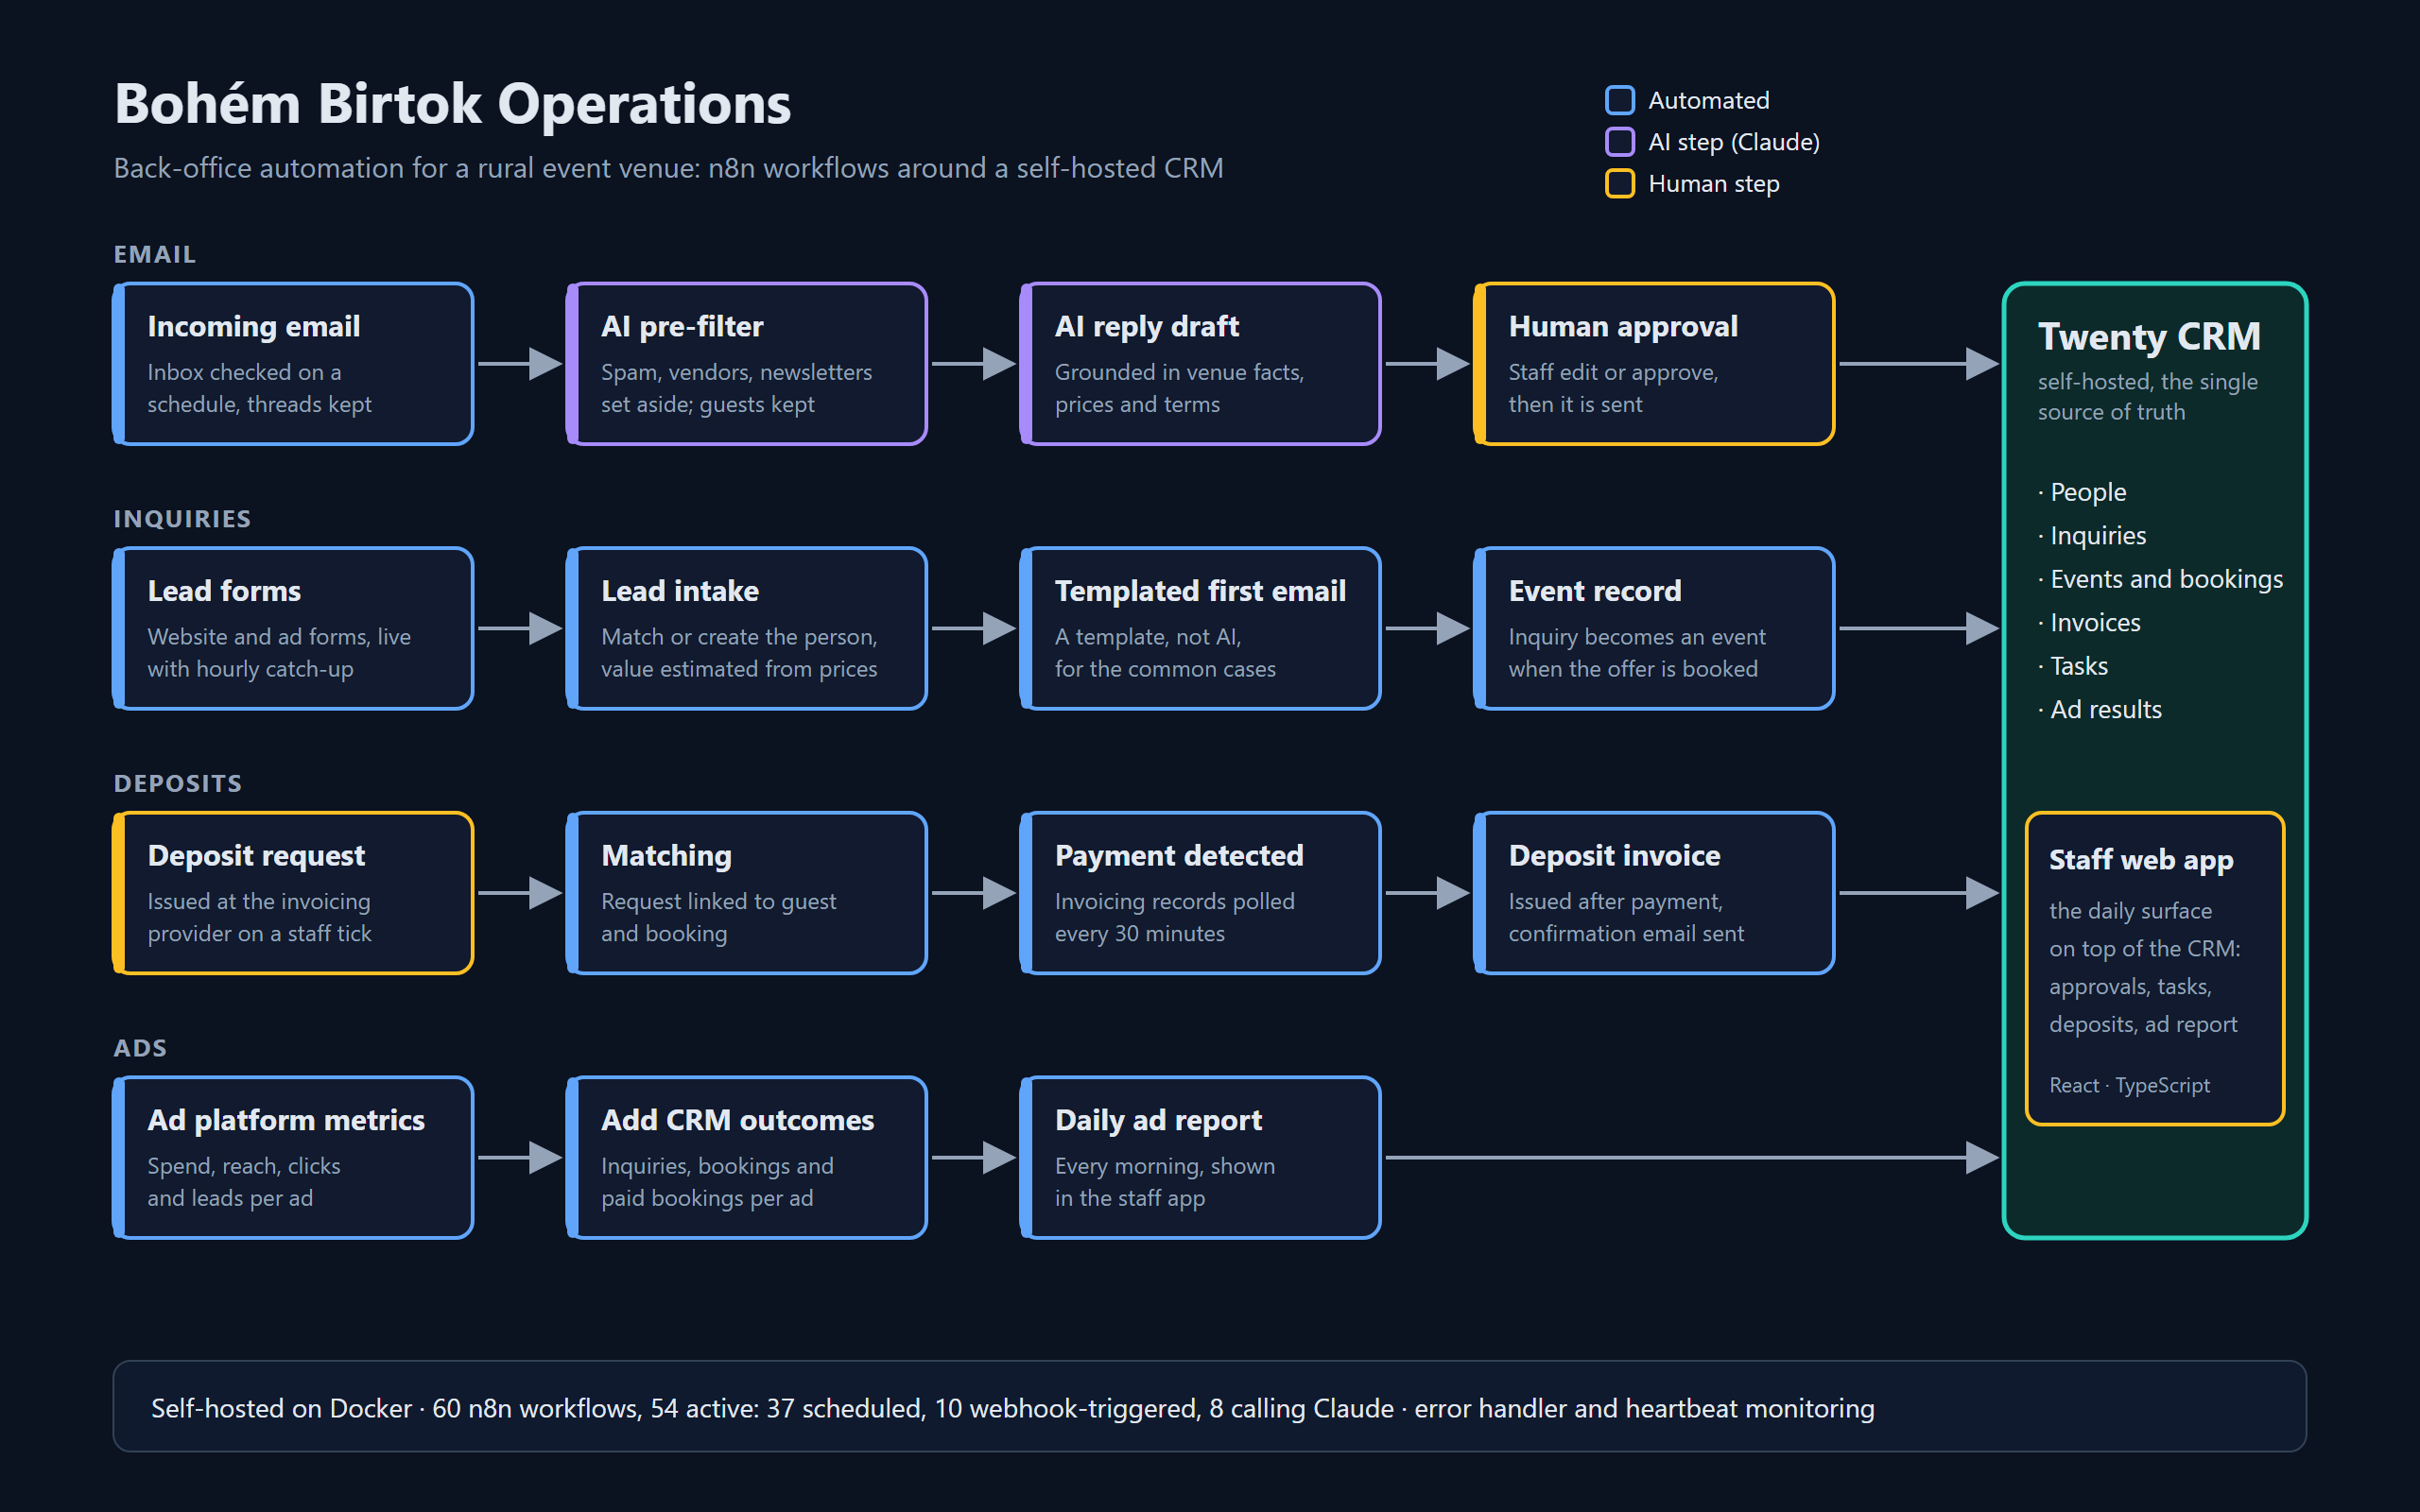 Bohém Birtok Operations
Back-office automation for a rural event venue: n8n workflows around a self-hosted CRM
Automated
AI step (Claude)
Human step
EMAIL
Incoming email
Inbox checked on a
schedule, threads kept
AI pre-filter
Spam, vendors, newsletters
set aside; guests kept
AI reply draft
Grounded in venue facts,
prices and terms
Human approval
Staff edit or approve,
then it is sent
INQUIRIES
Lead forms
Website and ad forms, live
with hourly catch-up
Lead intake
Match or create the person,
value estimated from prices
Templated first email
A template, not AI,
for the common cases
Event record
Inquiry becomes an event
when the offer is booked
DEPOSITS
Deposit request
Issued at the invoicing
provider on a staff tick
Matching
Request linked to guest
and booking
Payment detected
Invoicing records polled
every 30 minutes
Deposit invoice
Issued after payment,
confirmation email sent
ADS
Ad platform metrics
Spend, reach, clicks
and leads per ad
Add CRM outcomes
Inquiries, bookings and
paid bookings per ad
Daily ad report
Every morning, shown
in the staff app
Twenty CRM
self-hosted, the single
source of truth
· People
· Inquiries
· Events and bookings
· Invoices
· Tasks
· Ad results
Staff web app
the daily surface
on top of the CRM:
approvals, tasks,
deposits, ad report
React · TypeScript
Self-hosted on Docker · 60 n8n workflows, 54 active: 37 scheduled, 10 webhook-triggered, 8 calling Claude · error handler and heartbeat monitoring